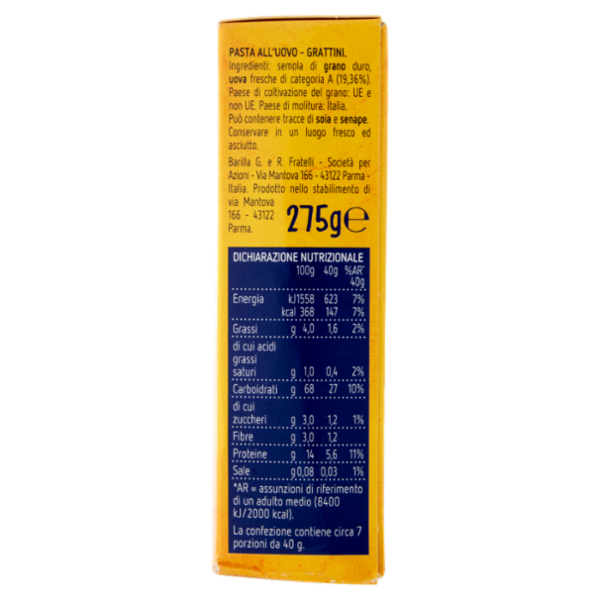 PASTA ALL'UOVO - GRATTINI.
Ingredienti: semola di grano duro,
uova fresche di categoria A (19,36%).
Paese di coltivazione del grano: UE e
non UE. Paese di molitura: Italia.
Può contenere tracce di soia e senape.
Conservare in un luogo fresco ed
asciutto.
Barilla G. e R. Fratelli - Società per
Azioni - Via Mantova 166 - 43122 Parma -
Italia. Prodotto nello stabilimento di
via Mantova
166 - 43122
Parma.
275g℮
DICHIARAZIONE NUTRIZIONALE
100g 40g %AR*
40g
Energia kJ1558 623 7%
kcal 368 147 7%
Grassi g 4,0 1,6 2%
di cui acidi
grassi
saturi g 1,0 0,4 2%
Carboidrati g 68 27 10%
di cui
zuccheri g 3,0 1,2 1%
Fibre g 3,0 1,2
Proteine g 14 5,6 11%
Sale g0,08 0,03 1%
*AR = assunzioni di riferimento
di un adulto medio (8400
kJ/2000 kcal).
La confezione contiene circa 7
porzioni da 40 g.